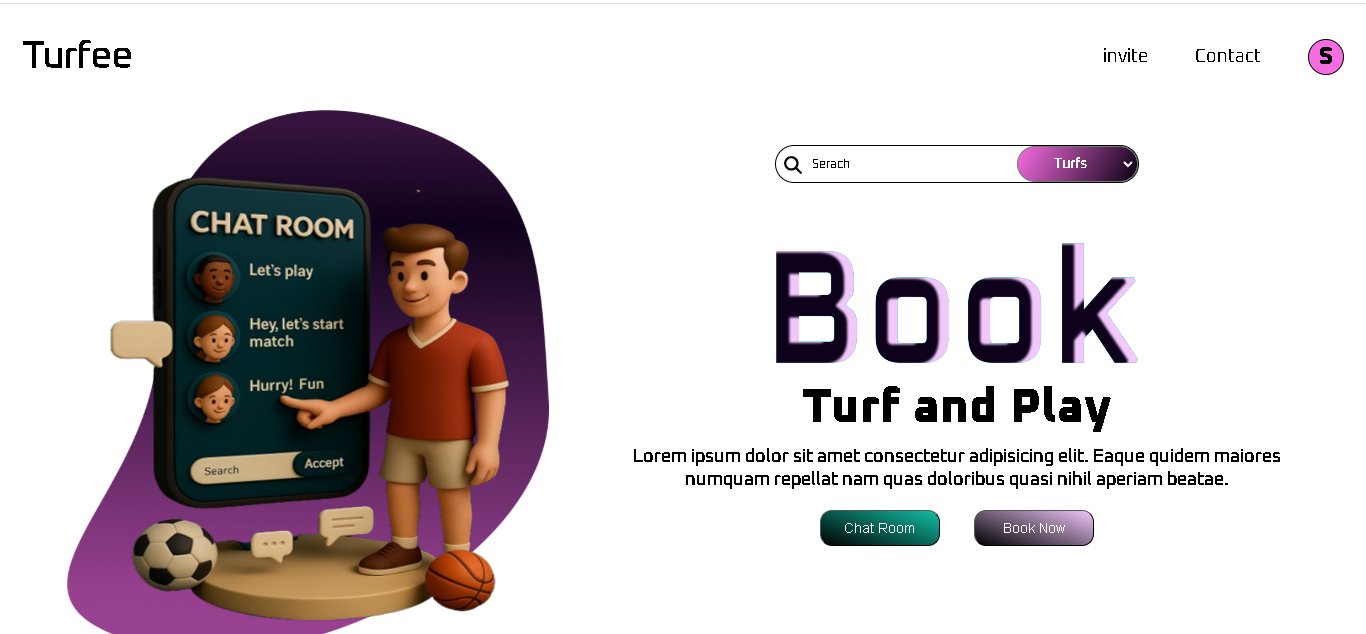 Turfee
invite
Contact
S
Serach
Turfs
CHAT ROOM
Let's play
Hey, let's start
match
Hurry! Fun
Search
Accept
Book
Turf and Play
Lorem ipsum dolor sit amet consectetur adipisicing elit. Eaque quidem maiores
numquam repellat nam quas doloribus quasi nihil aperiam beatae.
Chat Room
Book Now